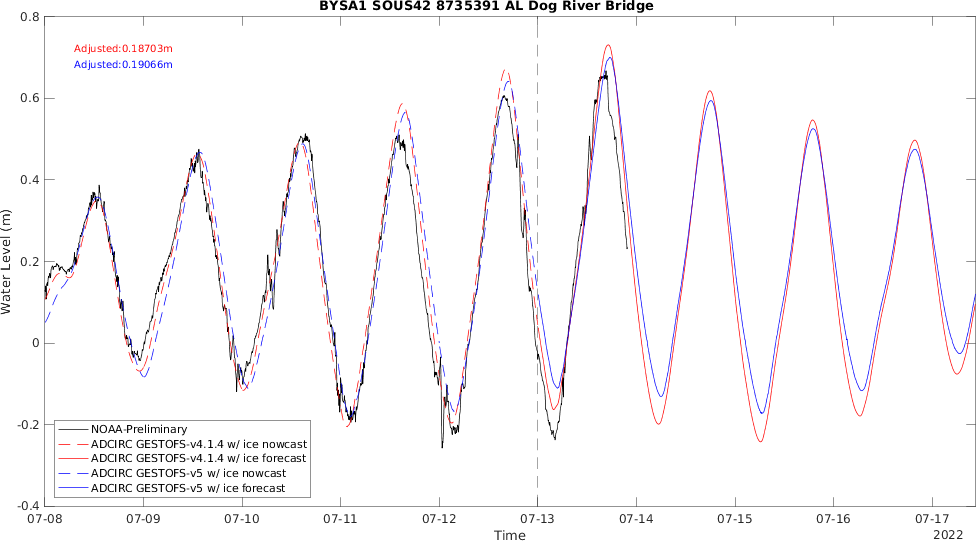 BYSA1 SOUS42 8735391 AL Dog River Bridge
Adjusted:0.18703m
Adjusted:0.19066m
Water Level (m)
0.8
0.6
0.4
0.2
0
-0.2
-0.4
NOAA-Preliminary
ADCIRC GESTOFS-v4.1.4 w/ ice nowcast
ADCIRC GESTOFS-v4.1.4 w/ ice forecast
ADCIRC GESTOFS-v5 w/ ice nowcast
ADCIRC GESTOFS-v5 w/ ice forecast
07-08 07-09 07-10 07-11 07-12 07-13 07-14 07-15 07-16 07-17
Time
2022